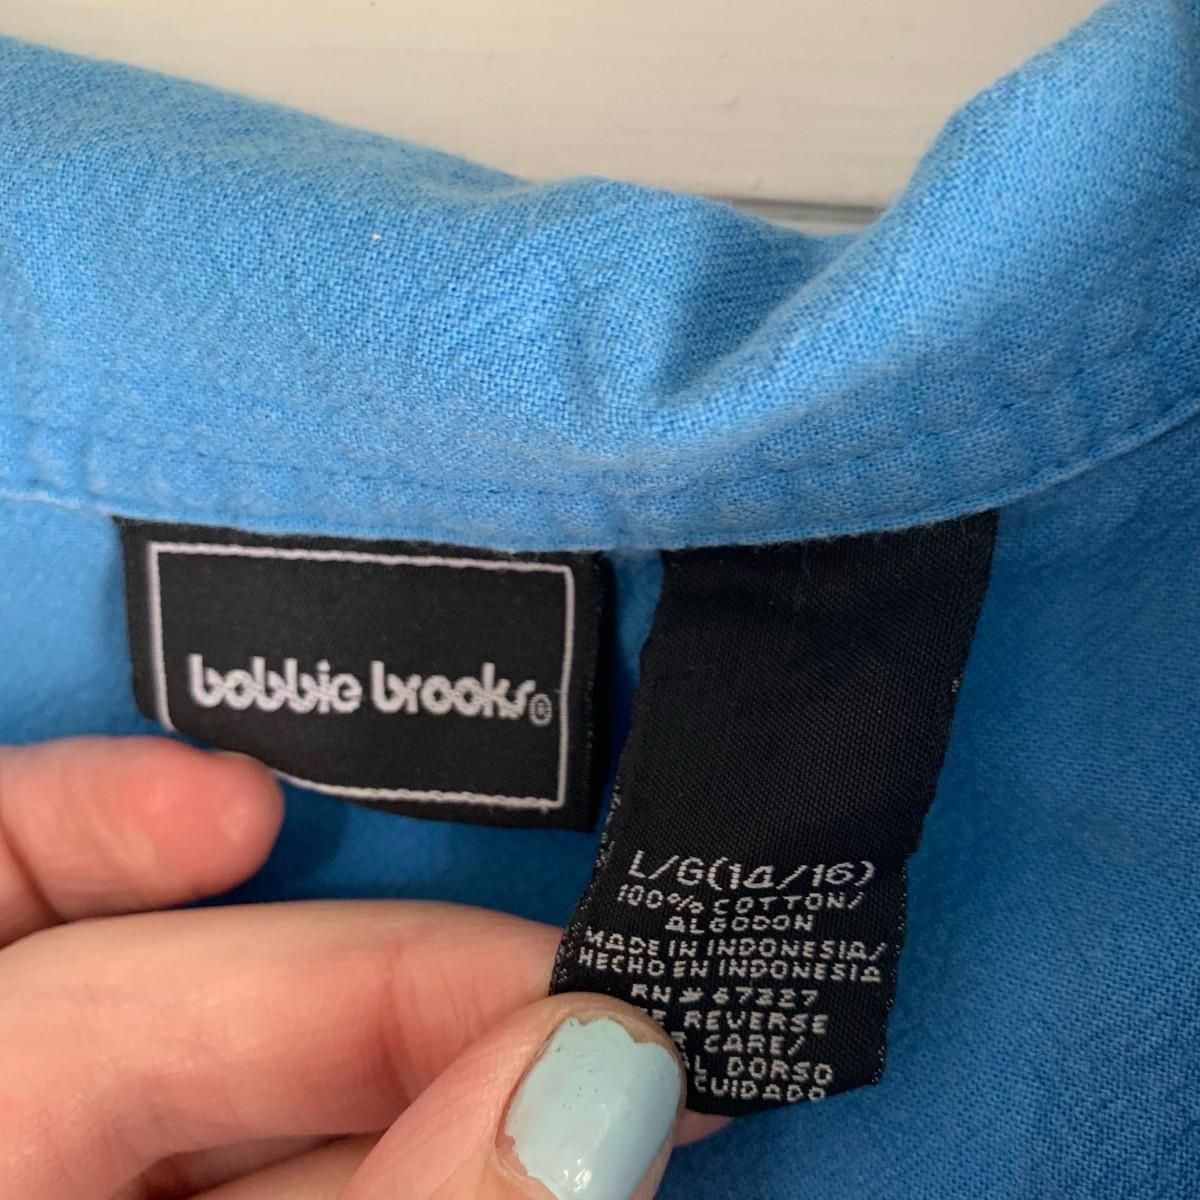 bobbie brooks®
L/G(14/16)
100% COTTON/
ALGODON
MADE IN INDONESIA/
HECHO EN INDONESIA
RN # 67227
REVERSE
CARE/
DORSO
CUIDADO